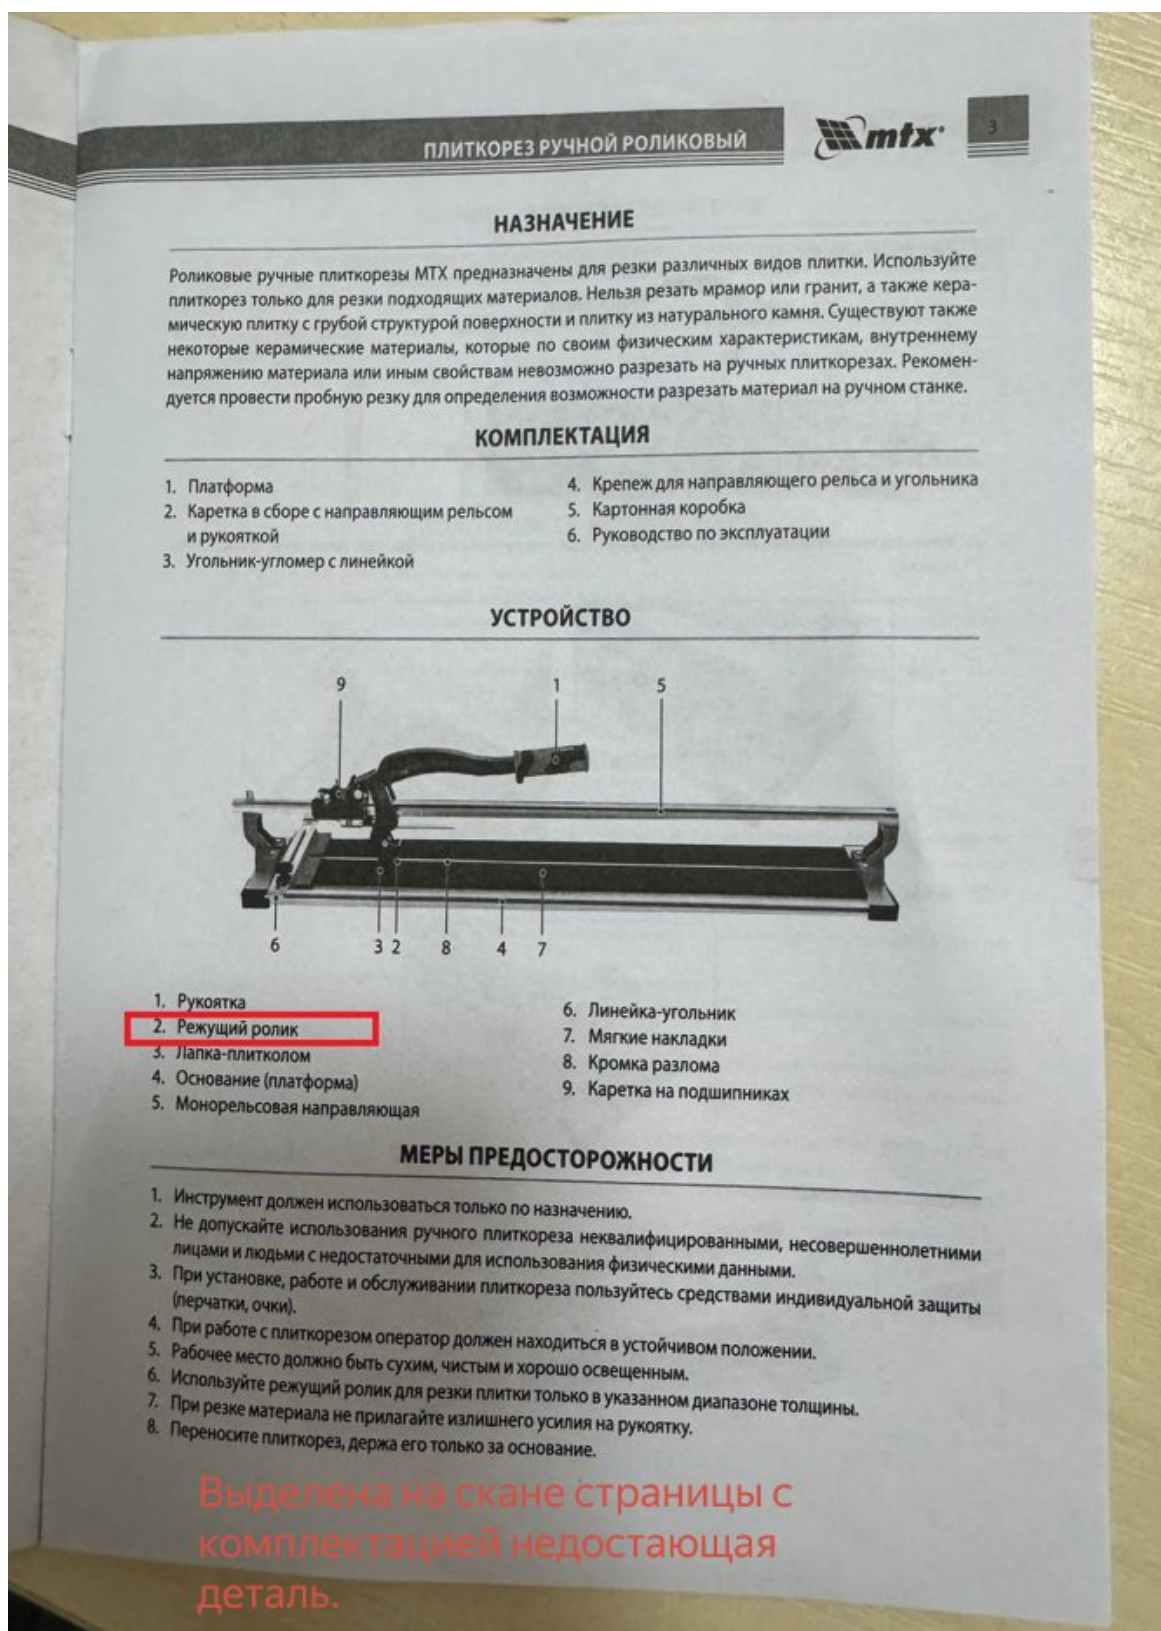 ПЛИТКОРЕЗ РУЧНОЙ РОЛИКОВЫЙ
mtx
3
НАЗНАЧЕНИЕ
Роликовые ручные плиткорезы MTX предназначены для резки различных видов плитки. Используйте
плиткорез только для резки подходящих материалов. Нельзя резать мрамор или гранит, а также кера-
мическую плитку с грубой структурой поверхности и плитку из натурального камня. Существуют также
некоторые керамические материалы, которые по своим физическим характеристикам, внутреннему
напряжению материала или иным свойствам невозможно разрезать на ручных плиткорезах. Рекомен-
дуется провести пробную резку для определения возможности разрезать материал на ручном станке.
КОМПЛЕКТАЦИЯ
1. Платформа
2. Каретка в сборе с направляющим рельсом
и рукояткой
3. Угольник-угломер с линейкой
4. Крепеж для направляющего рельса и угольника
5. Картонная коробка
6. Руководство по эксплуатации
УСТРОЙСТВО
9 1 5
6 3 2 8 4 7
1. Рукоятка
2. Режущий ролик
3. Лапка-плитколом
4. Основание (платформа)
5. Монорельсовая направляющая
6. Линейка-угольник
7. Мягкие накладки
8. Кромка разлома
9. Каретка на подшипниках
МЕРЫ ПРЕДОСТОРОЖНОСТИ
1. Инструмент должен использоваться только по назначению.
2. Не допускайте использования ручного плиткореза неквалифицированными, несовершеннолетними
лицами и людьми с недостаточными для использования физическими данными.
3. При установке, работе и обслуживании плиткореза пользуйтесь средствами индивидуальной защиты
(перчатки, очки).
4. При работе с плиткорезом оператор должен находиться в устойчивом положении.
5. Рабочее место должно быть сухим, чистым и хорошо освещенным.
6. Используйте режущий ролик для резки плитки только в указанном диапазоне толщины.
7. При резке материала не прилагайте излишнего усилия на рукоятку.
8. Переносите плиткорез, держа его только за основание.
Выделена на скане страницы с
комплектацией недостающая
деталь.